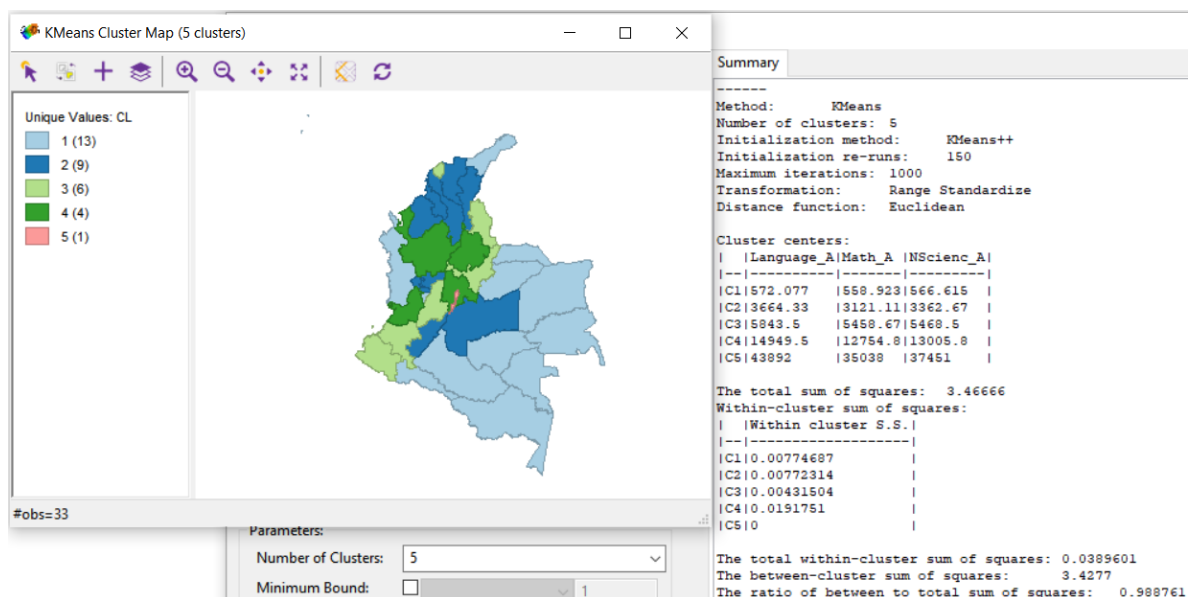 KMeans Cluster Map (5 clusters)
Unique Values: CL
1 (13)
2 (9)
3 (6)
4 (4)
5 (1)
#obs=33
Parameters:
Number of Clusters: 5
Minimum Bound: 1
Summary
------
Method: KMeans
Number of clusters: 5
Initialization method: KMeans++
Initialization re-runs: 150
Maximum iterations: 1000
Transformation: Range Standardize
Distance function: Euclidean
Cluster centers:
|  |Language_A|Math_A |NScienc_A|
|--|----------|-------|---------|
|C1|572.077   |558.923|566.615  |
|C2|3664.33   |3121.11|3362.67  |
|C3|5843.5    |5458.67|5468.5   |
|C4|14949.5   |12754.8|13005.8  |
|C5|43892     |35038  |37451    |
The total sum of squares: 3.46666
Within-cluster sum of squares:
|  |Within cluster S.S.|
|--|-------------------|
|C1|0.00774687         |
|C2|0.00772314         |
|C3|0.00431504         |
|C4|0.0191751          |
|C5|0                  |
The total within-cluster sum of squares: 0.0389601
The between-cluster sum of squares: 3.4277
The ratio of between to total sum of squares: 0.988761